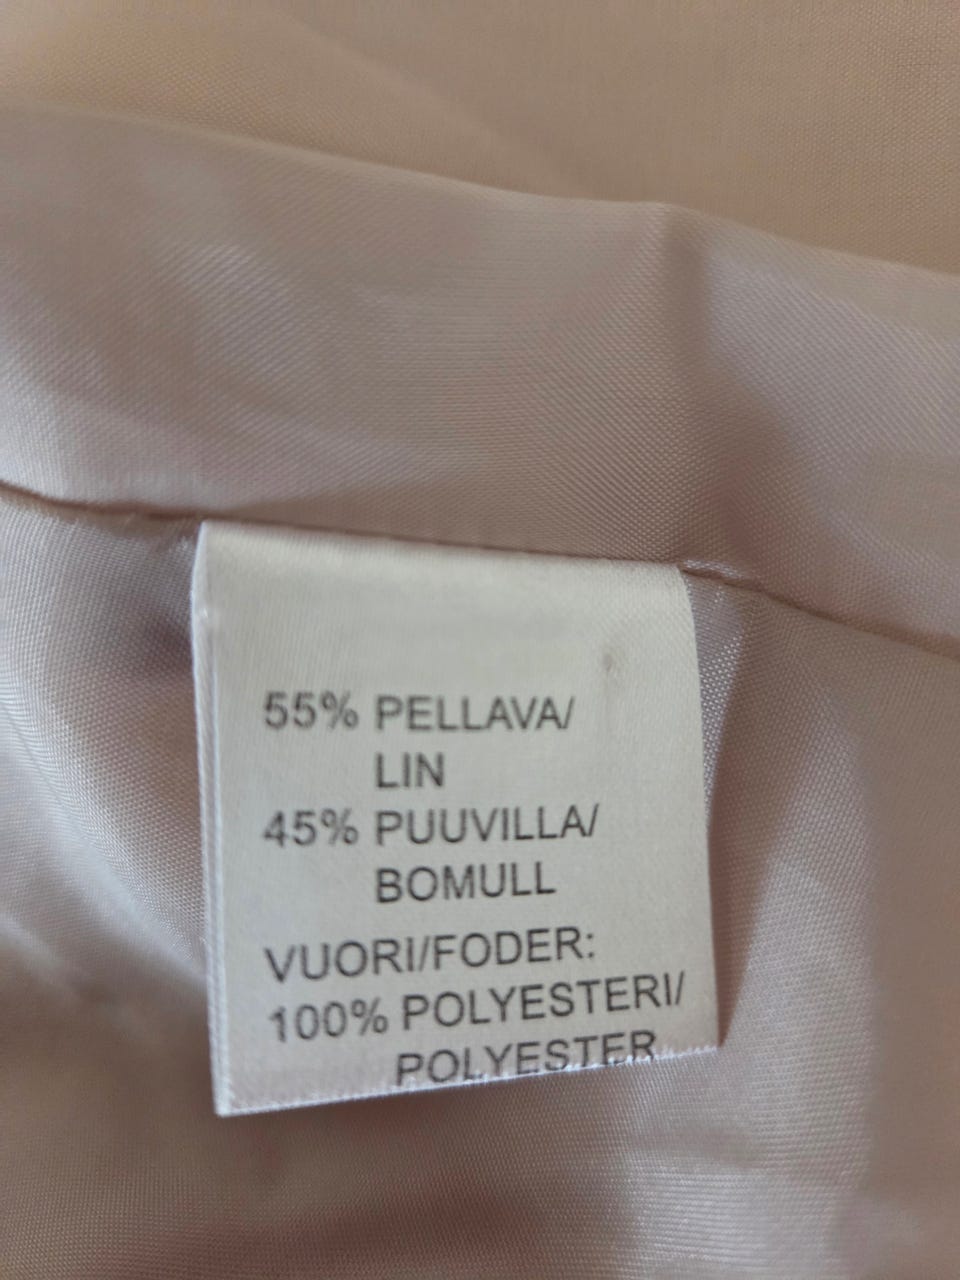 55% PELLAVA/
LIN
45% PUUVILLA/
BOMULL
VUORI/FODER:
100% POLYESTERI/
POLYESTER